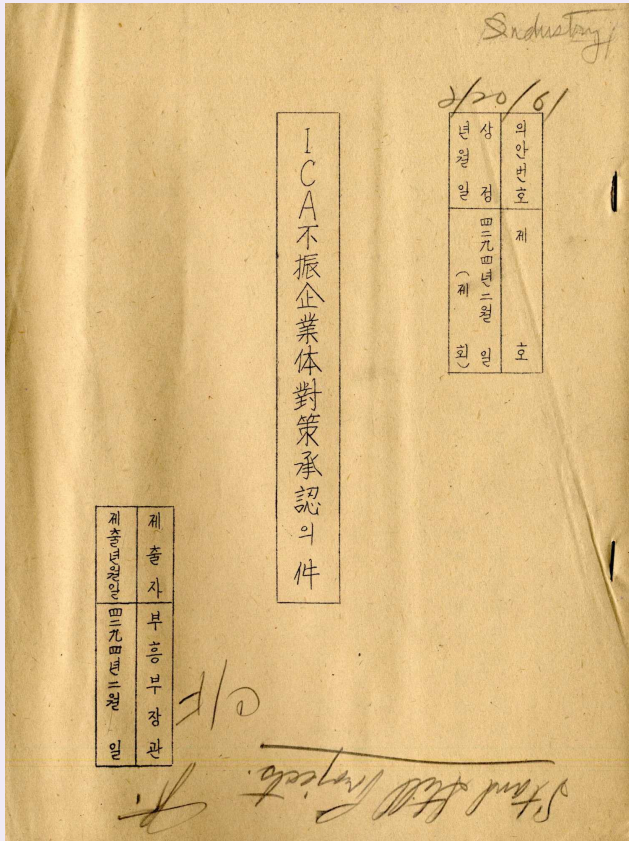 Industry
2/20/61
의안번호 제 호
상정년월일 四二九四년二월 일
(제 회)
ICA不振企業体對策承認의件
제출자 부흥부장관
제출년월일 四二九四년二월 일
C/F
Stand Still Projects.